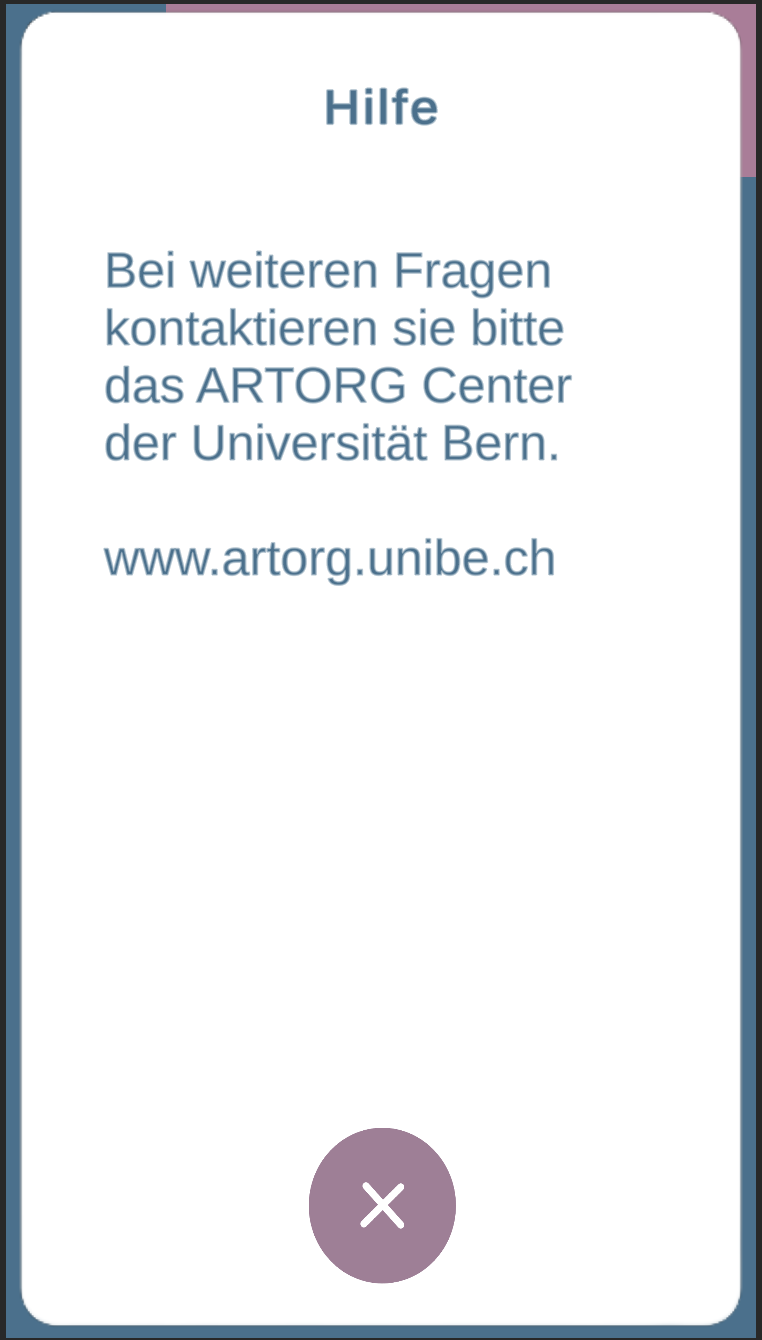 Hilfe
Bei weiteren Fragen
kontaktieren sie bitte
das ARTORG Center
der Universität Bern.
www.artorg.unibe.ch